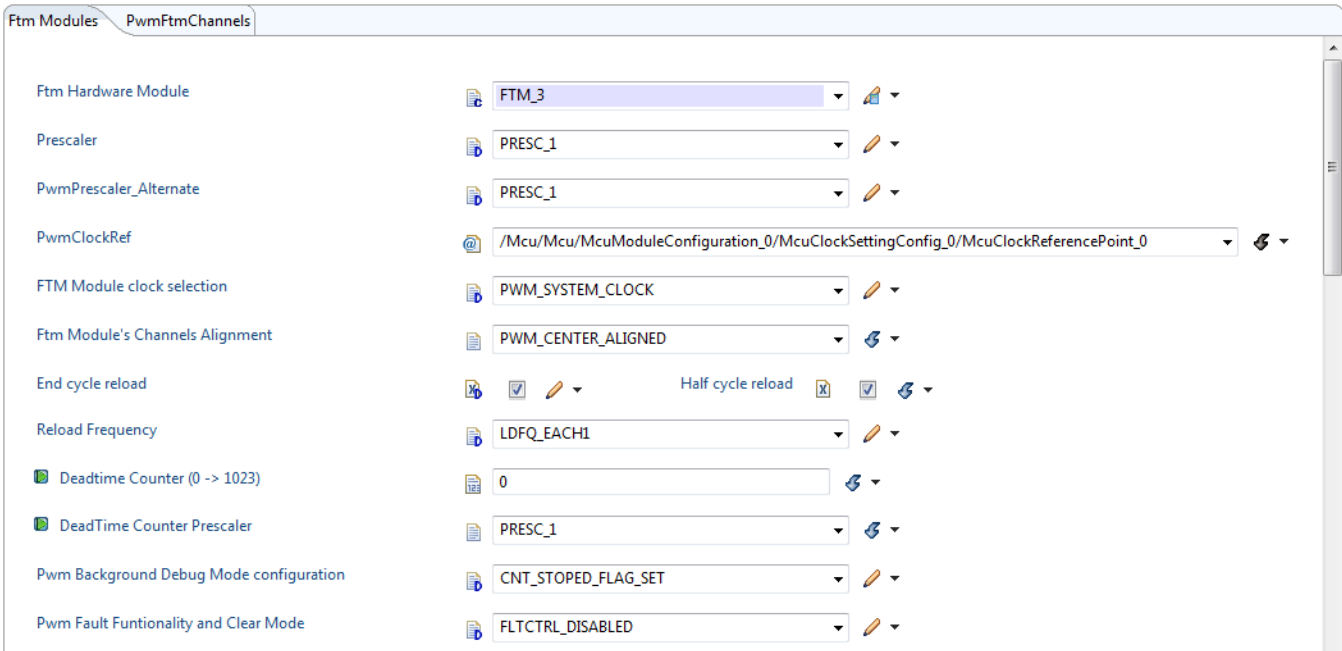 Ftm Modules PwmFtmChannels
Ftm Hardware Module FTM_3
Prescaler PRESC_1
PwmPrescaler_Alternate PRESC_1
PwmClockRef /Mcu/Mcu/McuModuleConfiguration_0/McuClockSettingConfig_0/McuClockReferencePoint_0
FTM Module clock selection PWM_SYSTEM_CLOCK
Ftm Module's Channels Alignment PWM_CENTER_ALIGNED
End cycle reload Half cycle reload
Reload Frequency LDFQ_EACH1
Deadtime Counter (0 -> 1023) 0
DeadTime Counter Prescaler PRESC_1
Pwm Background Debug Mode configuration CNT_STOPED_FLAG_SET
Pwm Fault Funtionality and Clear Mode FLTCTRL_DISABLED